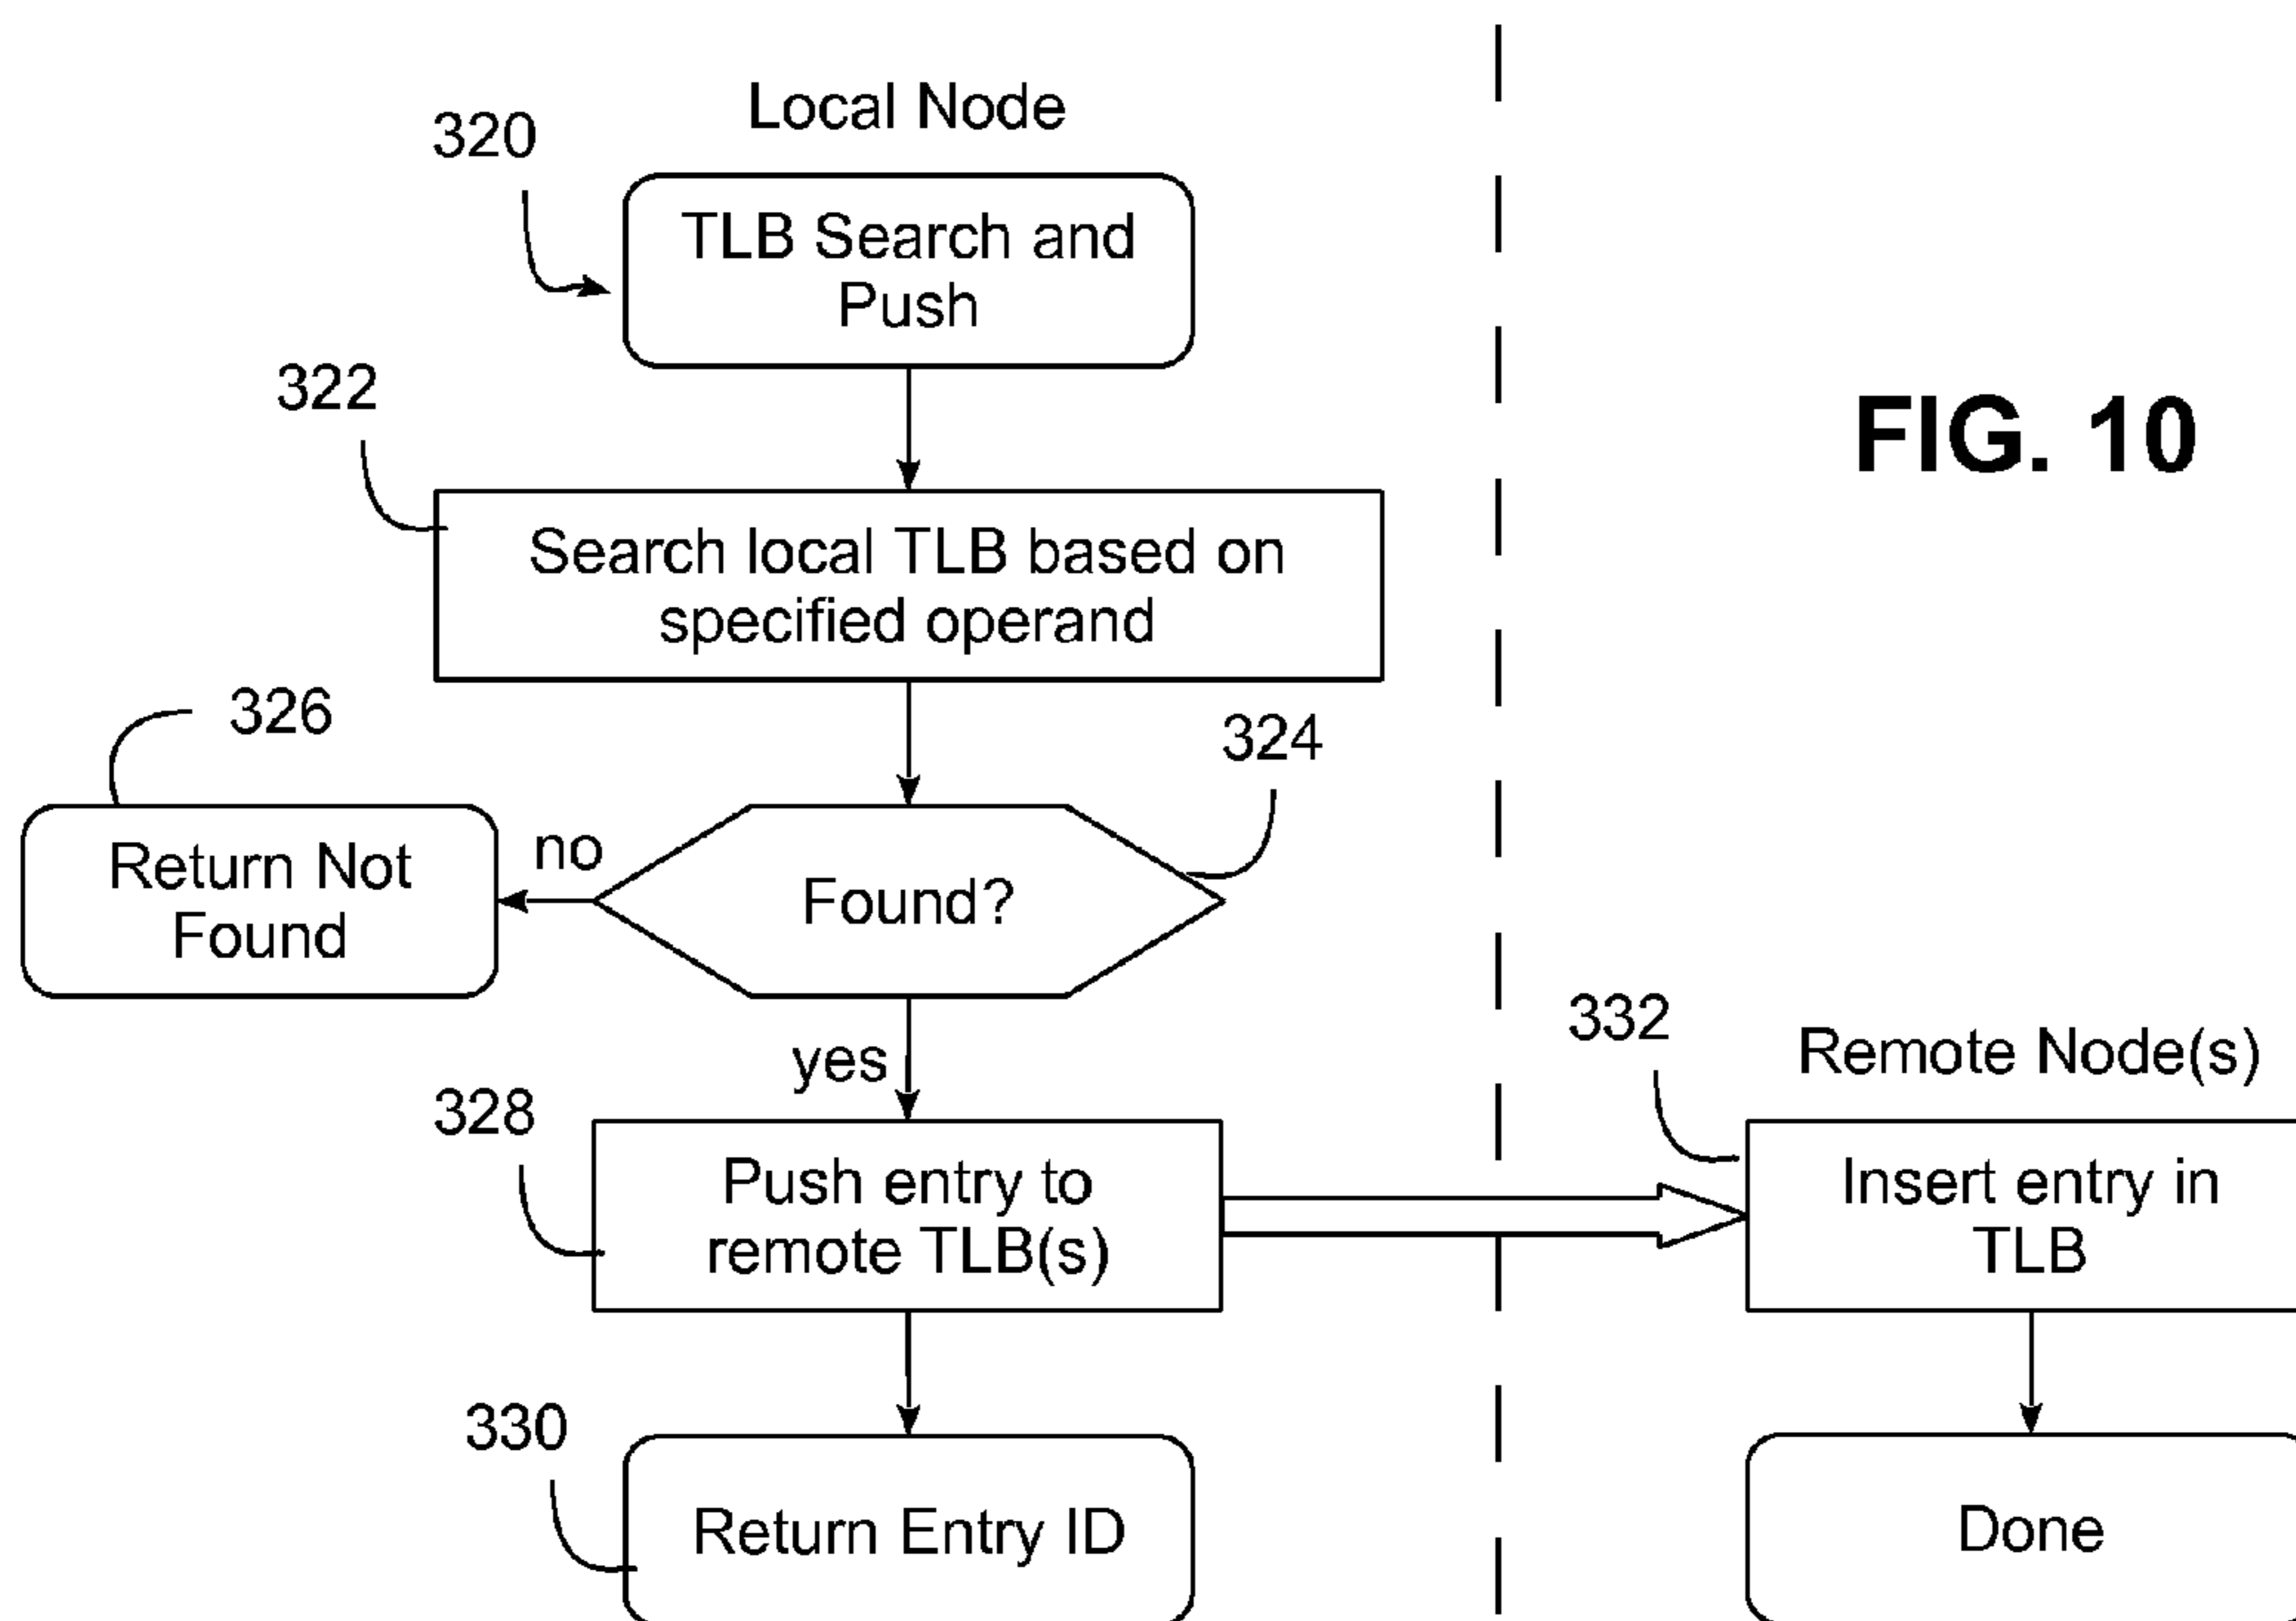 Local Node
320
TLB Search and
Push
322
FIG. 10
Search local TLB based on
specified operand
326
324
Return Not
Found
no
Found?
yes
332
Remote Node(s)
328
Push entry to
remote TLB(s)
Insert entry in
TLB
330
Return Entry ID
Done